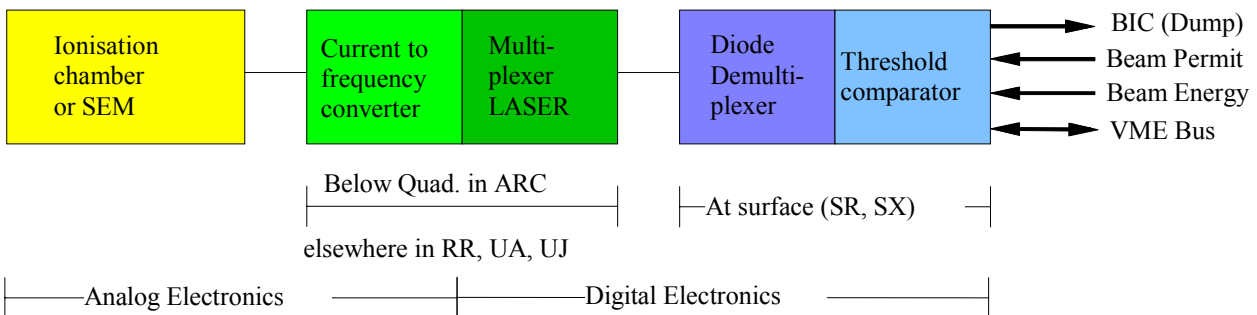 Ionisation
chamber
or SEM
Current to
frequency
converter
Multi-
plexer
LASER
Diode
Demulti-
plexer
Threshold
comparator
BIC (Dump)
Beam Permit
Beam Energy
VME Bus
Below Quad. in ARC
elsewhere in RR, UA, UJ
At surface (SR, SX)
Analog Electronics
Digital Electronics